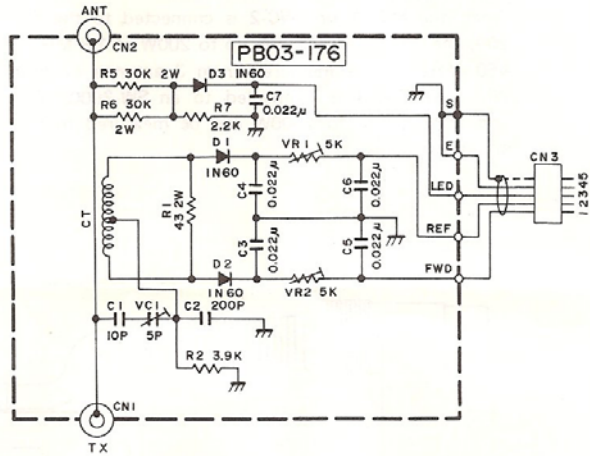 ANT
CN2
PB03-176
R5 30K 2W
D3 1N60
C7
0.022μ
R6 30K
2W
R7
2.2K
S
E
CN3
LED
12345
D1
1N60
VR1 5K
C4
0.022μ
C6
0.022μ
CT
R1
43 2W
REF
C3
0.022μ
C5
0.022μ
D2
1N60
VR2 5K
FWD
C1
10P
VC1
5P
C2
200P
R2 3.9K
CN1
TX